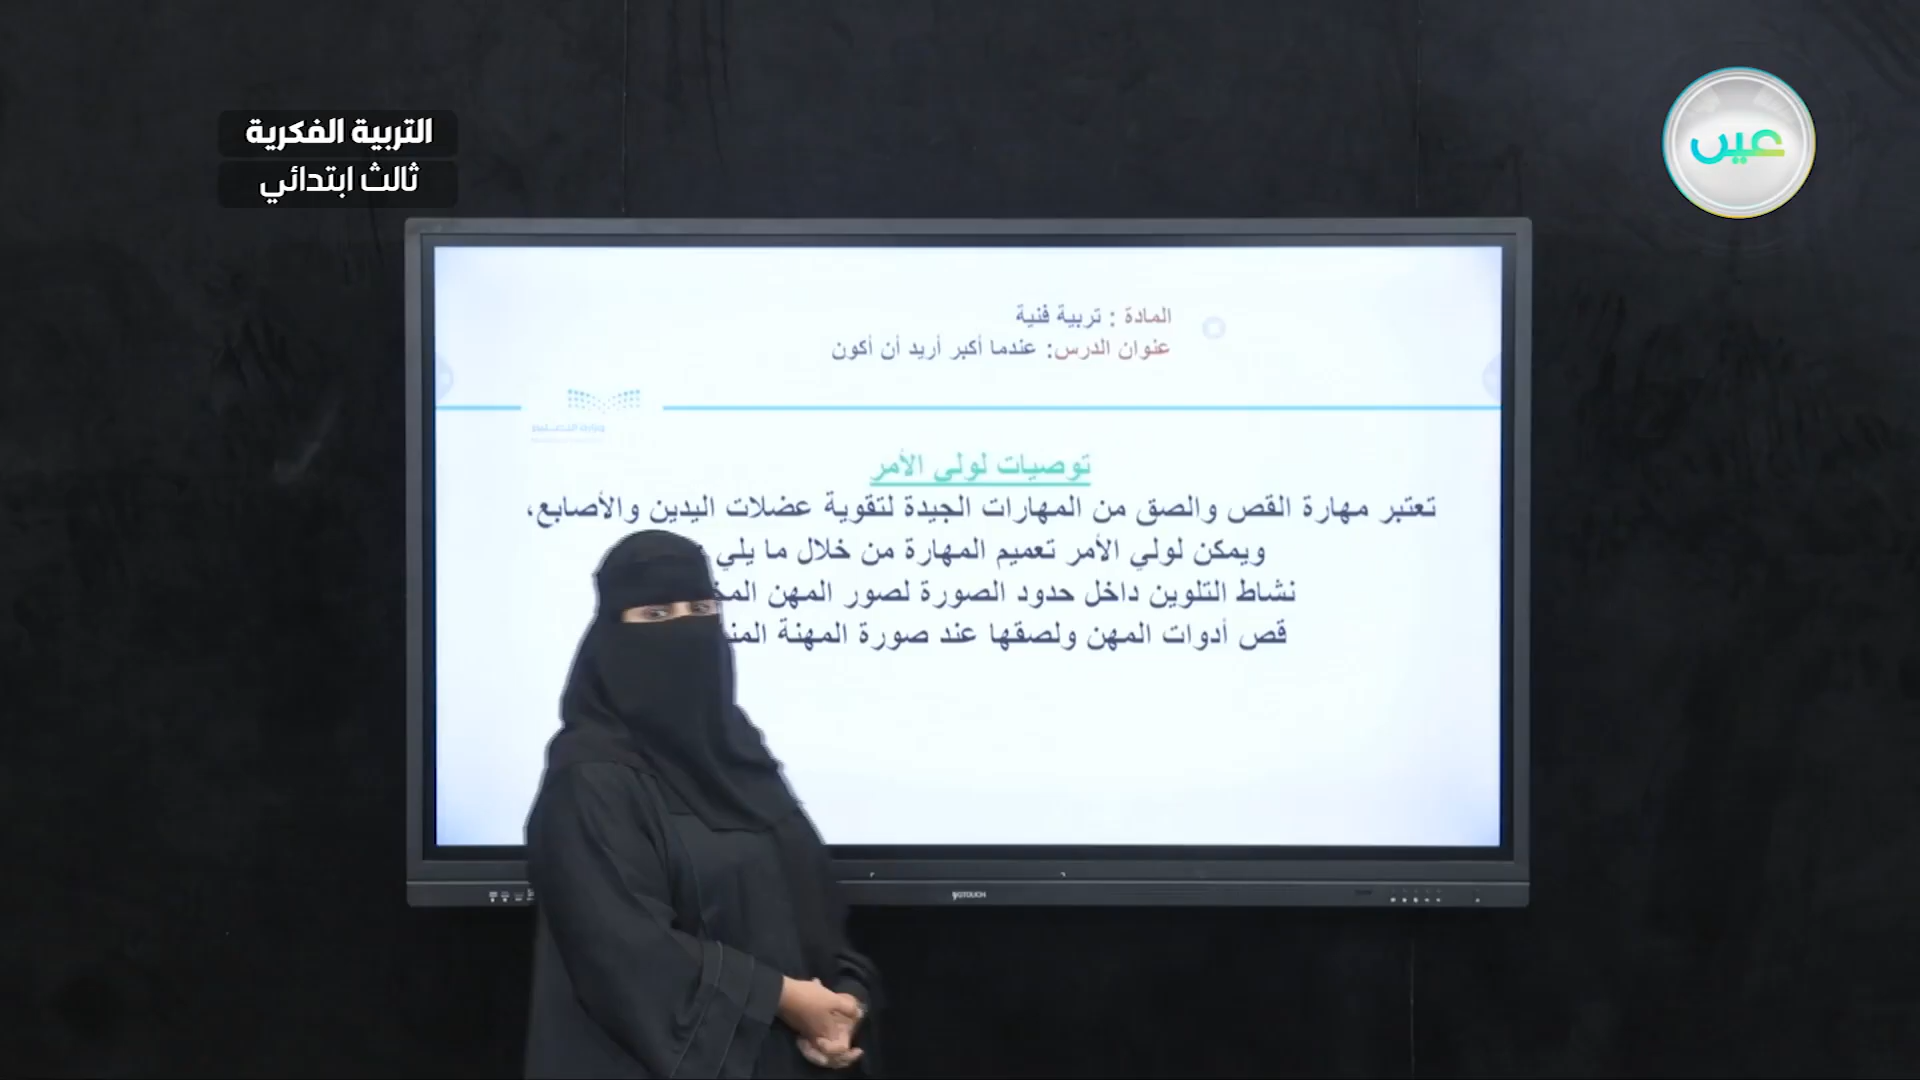 التربية الفكرية
ثالث ابتدائي
عين
المادة : تربية فنية
عنوان الدرس: عندما أكبر أريد أن أكون
وزارة التعليم
توصيات لولي الأمر
تعتبر مهارة القص والصق من المهارات الجيدة لتقوية عضلات اليدين والأصابع،
ويمكن لولي الأمر تعميم المهارة من خلال ما يلي
نشاط التلوين داخل حدود الصورة لصور المهن
قص أدوات المهن ولصقها عند صورة المهنة